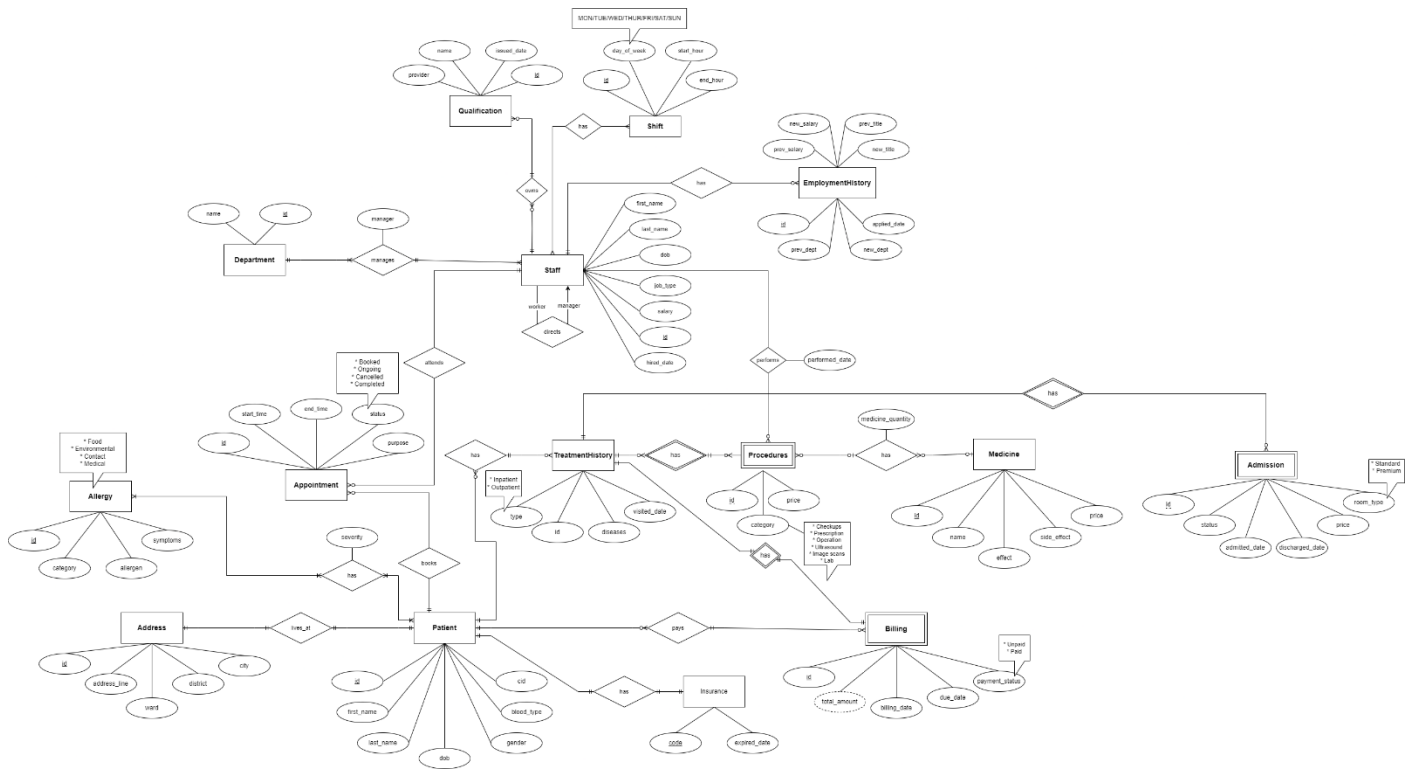 MON/TUE/WED/THUR/FRI/SAT/SUN
name
issued_date
provider
id
Qualification
day_of_week
start_hour
id
end_hour
has
Shift
new_salary
prev_title
prev_salary
new_title
has
EmploymentHistory
owns
id
applied_date
prev_dept
new_dept
name
id
manager
Department
manages
first_name
last_name
dob
Staff
job_type
worker
manager
salary
directs
id
hired_date
* Booked
* Ongoing
* Cancelled
* Completed
attends
performs
performed_date
has
start_time
end_time
status
id
purpose
Appointment
* Food
* Environmental
* Contact
* Medical
Allergy
id
symptoms
category
allergen
has
TreatmentHistory
has
Procedures
medicine_quantity
has
Medicine
Admission
* Standard
* Premium
* Inpatient
* Outpatient
type
visited_date
id
diseases
id
price
category
* Checkups
* Prescription
* Operation
* Ultrasound
* Image scans
* Lab
id
price
name
side_effect
effect
id
room_type
status
price
admitted_date
discharged_date
severity
has
books
has
Address
lives_at
Patient
pays
Billing
id
city
address_line
district
ward
id
cid
first_name
blood_type
last_name
gender
dob
has
Insurance
code
expired_date
* Unpaid
* Paid
id
payment_status
total_amount
due_date
billing_date